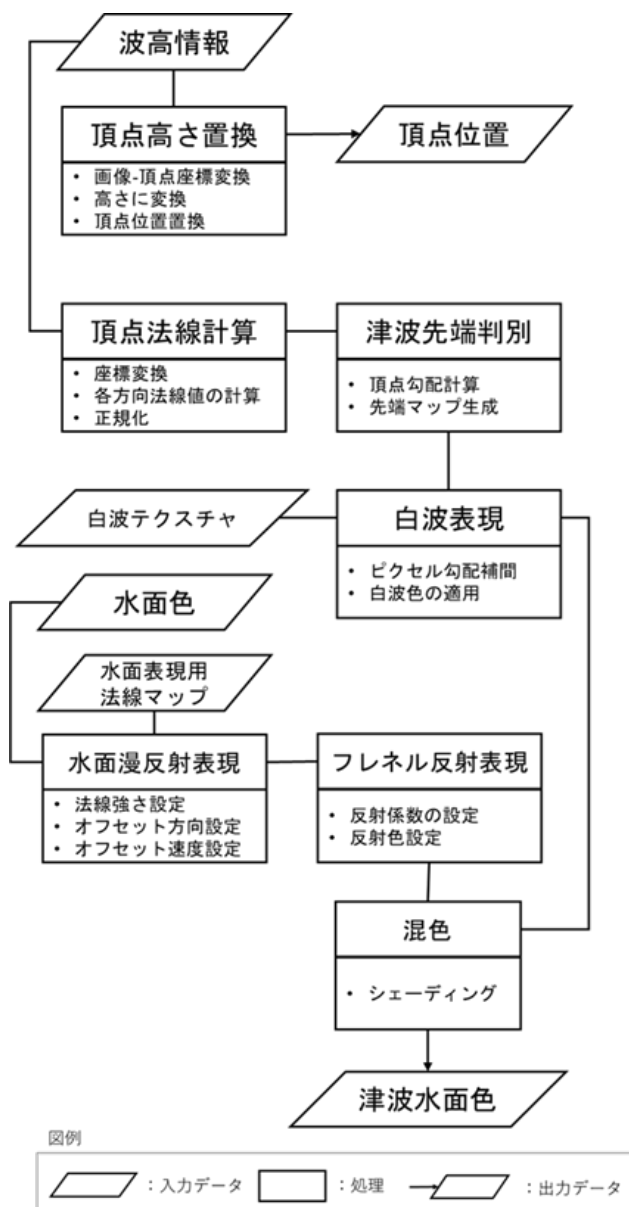 波高情報
頂点高さ置換
• 画像-頂点座標変換
• 高さに変換
• 頂点位置置換
頂点位置
頂点法線計算
• 座標変換
• 各方向法線値の計算
• 正規化
津波先端判別
• 頂点勾配計算
• 先端マップ生成
白波テクスチャ
白波表現
• ピクセル勾配補間
• 白波色の適用
水面色
水面表現用
法線マップ
水面漫反射表現
• 法線強さ設定
• オフセット方向設定
• オフセット速度設定
フレネル反射表現
• 反射係数の設定
• 反射色設定
混色
• シェーディング
津波水面色
図例
：入力データ
：処理
：出力データ